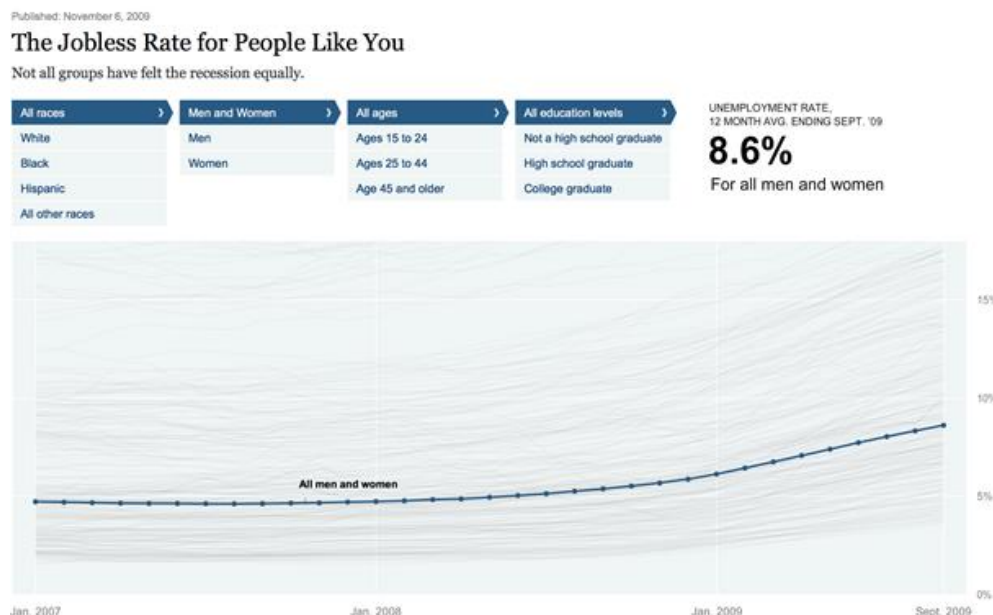 Published: November 6, 2009
The Jobless Rate for People Like You
Not all groups have felt the recession equally.
All races
White
Black
Hispanic
All other races
Men and Women
Men
Women
All ages
Ages 15 to 24
Ages 25 to 44
Age 45 and older
All education levels
Not a high school graduate
High school graduate
College graduate
UNEMPLOYMENT RATE,
12 MONTH AVG. ENDING SEPT. '09
8.6%
For all men and women
15%
10%
All men and women
5%
0%
Jan. 2007
Jan. 2008
Jan. 2009
Sept. 2009